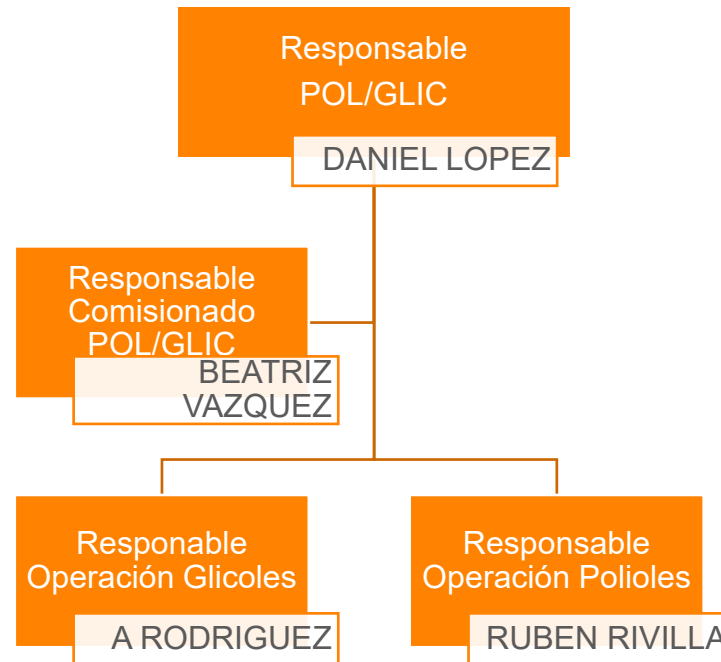 Responsable
POL/GLIC
DANIEL LOPEZ
Responsable
Comisionado
POL/GLIC
BEATRIZ
VAZQUEZ
Responable
Operación Glicoles
A RODRIGUEZ
Responsable
Operación Polioles
RUBEN RIVILLA